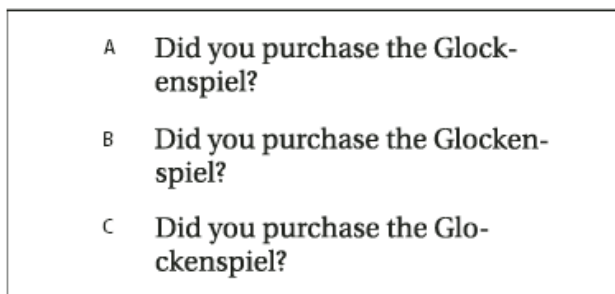 A Did you purchase the Glock-
enspiel?
B Did you purchase the Glocken-
spiel?
C Did you purchase the Glo-
ckenspiel?